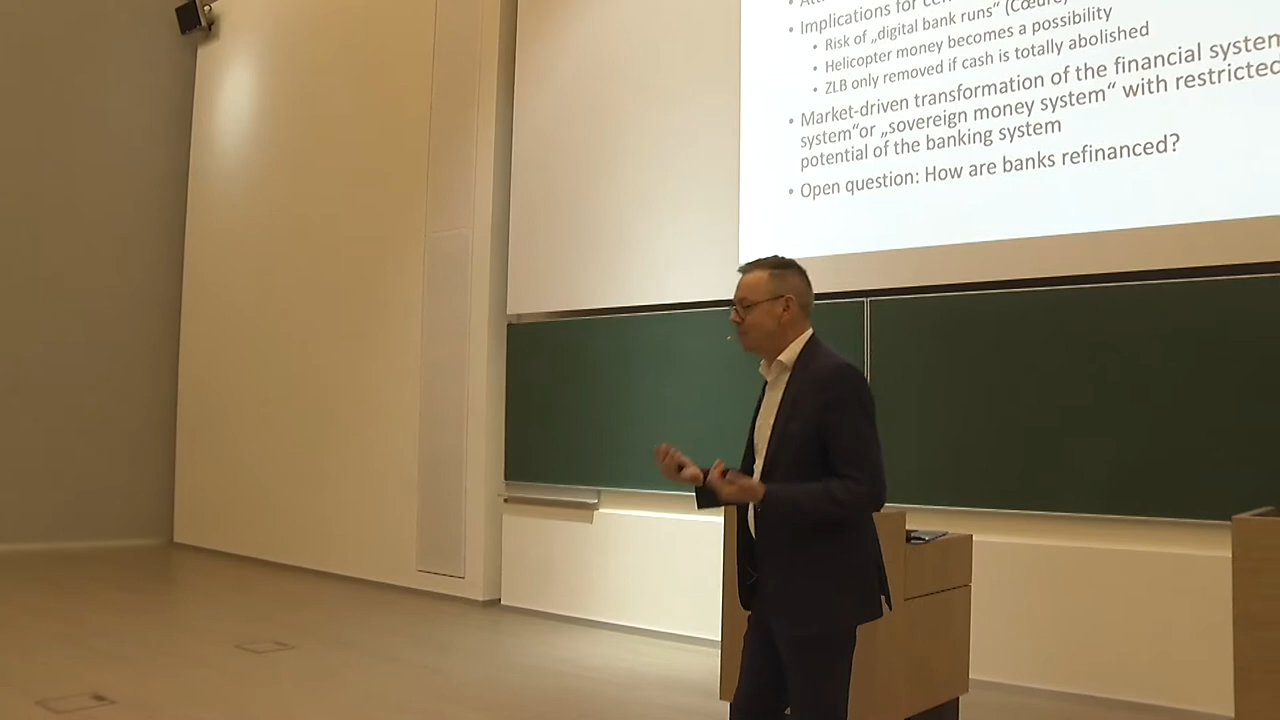 • Implications for
• Risk of „digital bank runs“ (Cœuré)
• Helicopter money becomes a possibility
• ZLB only removed if cash is totally abolished
• Market-driven transformation of the financial system
system“or „sovereign money system“ with restricted
potential of the banking system
• Open question: How are banks refinanced?